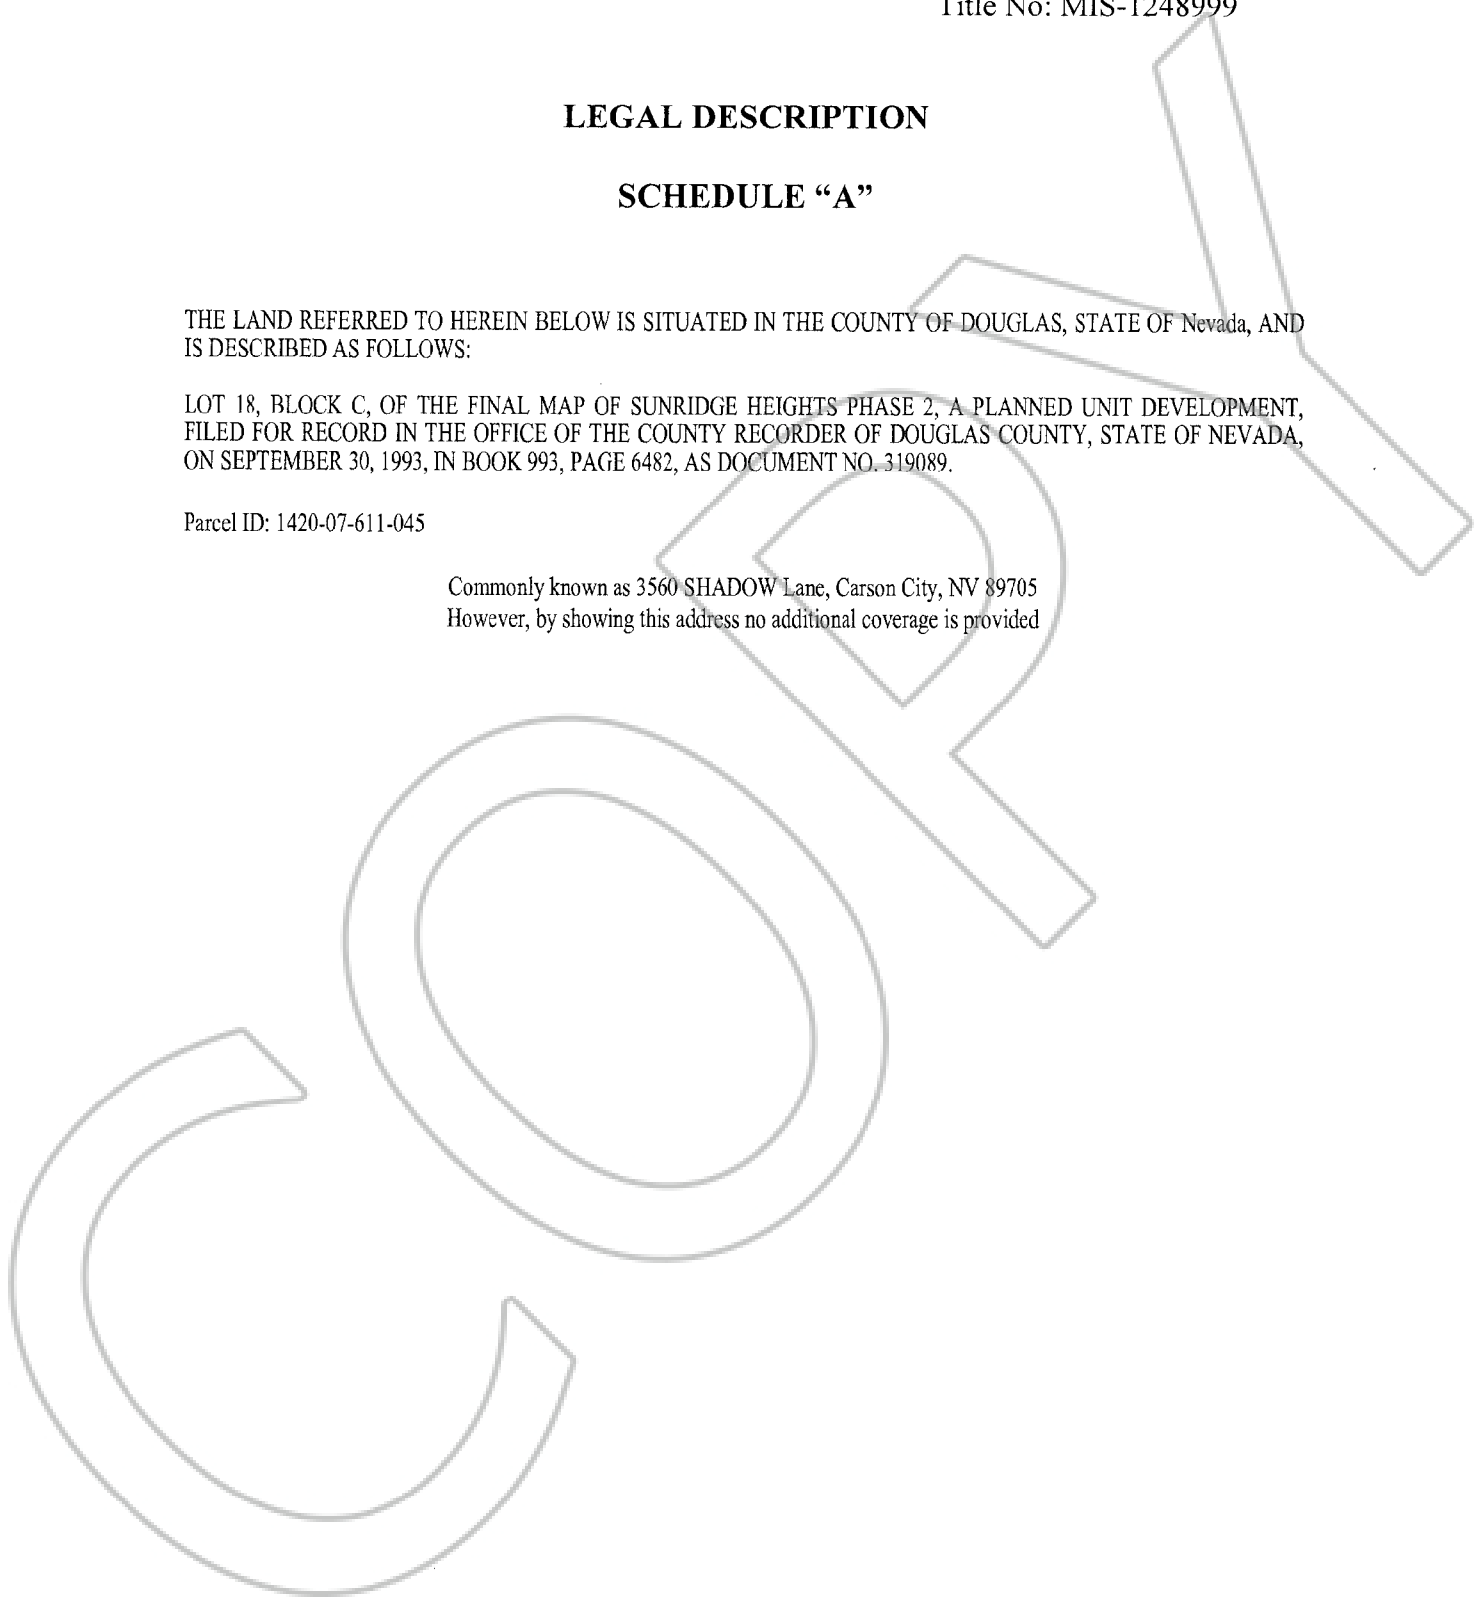 Title No: MIS-1248999
LEGAL DESCRIPTION
SCHEDULE “A”
THE LAND REFERRED TO HEREIN BELOW IS SITUATED IN THE COUNTY OF DOUGLAS, STATE OF Nevada, AND
IS DESCRIBED AS FOLLOWS:
LOT 18, BLOCK C, OF THE FINAL MAP OF SUNRIDGE HEIGHTS PHASE 2, A PLANNED UNIT DEVELOPMENT,
FILED FOR RECORD IN THE OFFICE OF THE COUNTY RECORDER OF DOUGLAS COUNTY, STATE OF NEVADA,
ON SEPTEMBER 30, 1993, IN BOOK 993, PAGE 6482, AS DOCUMENT NO. 319089.
Parcel ID: 1420-07-611-045
Commonly known as 3560 SHADOW Lane, Carson City, NV 89705
However, by showing this address no additional coverage is provided
COPY